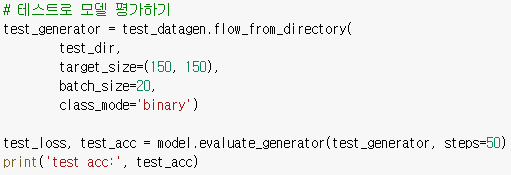 # 테스트로 모델 평가하기
test_generator = test_datagen.flow_from_directory(
        test_dir,
        target_size=(150, 150),
        batch_size=20,
        class_mode='binary')

test_loss, test_acc = model.evaluate_generator(test_generator, steps=50)
print('test acc:', test_acc)